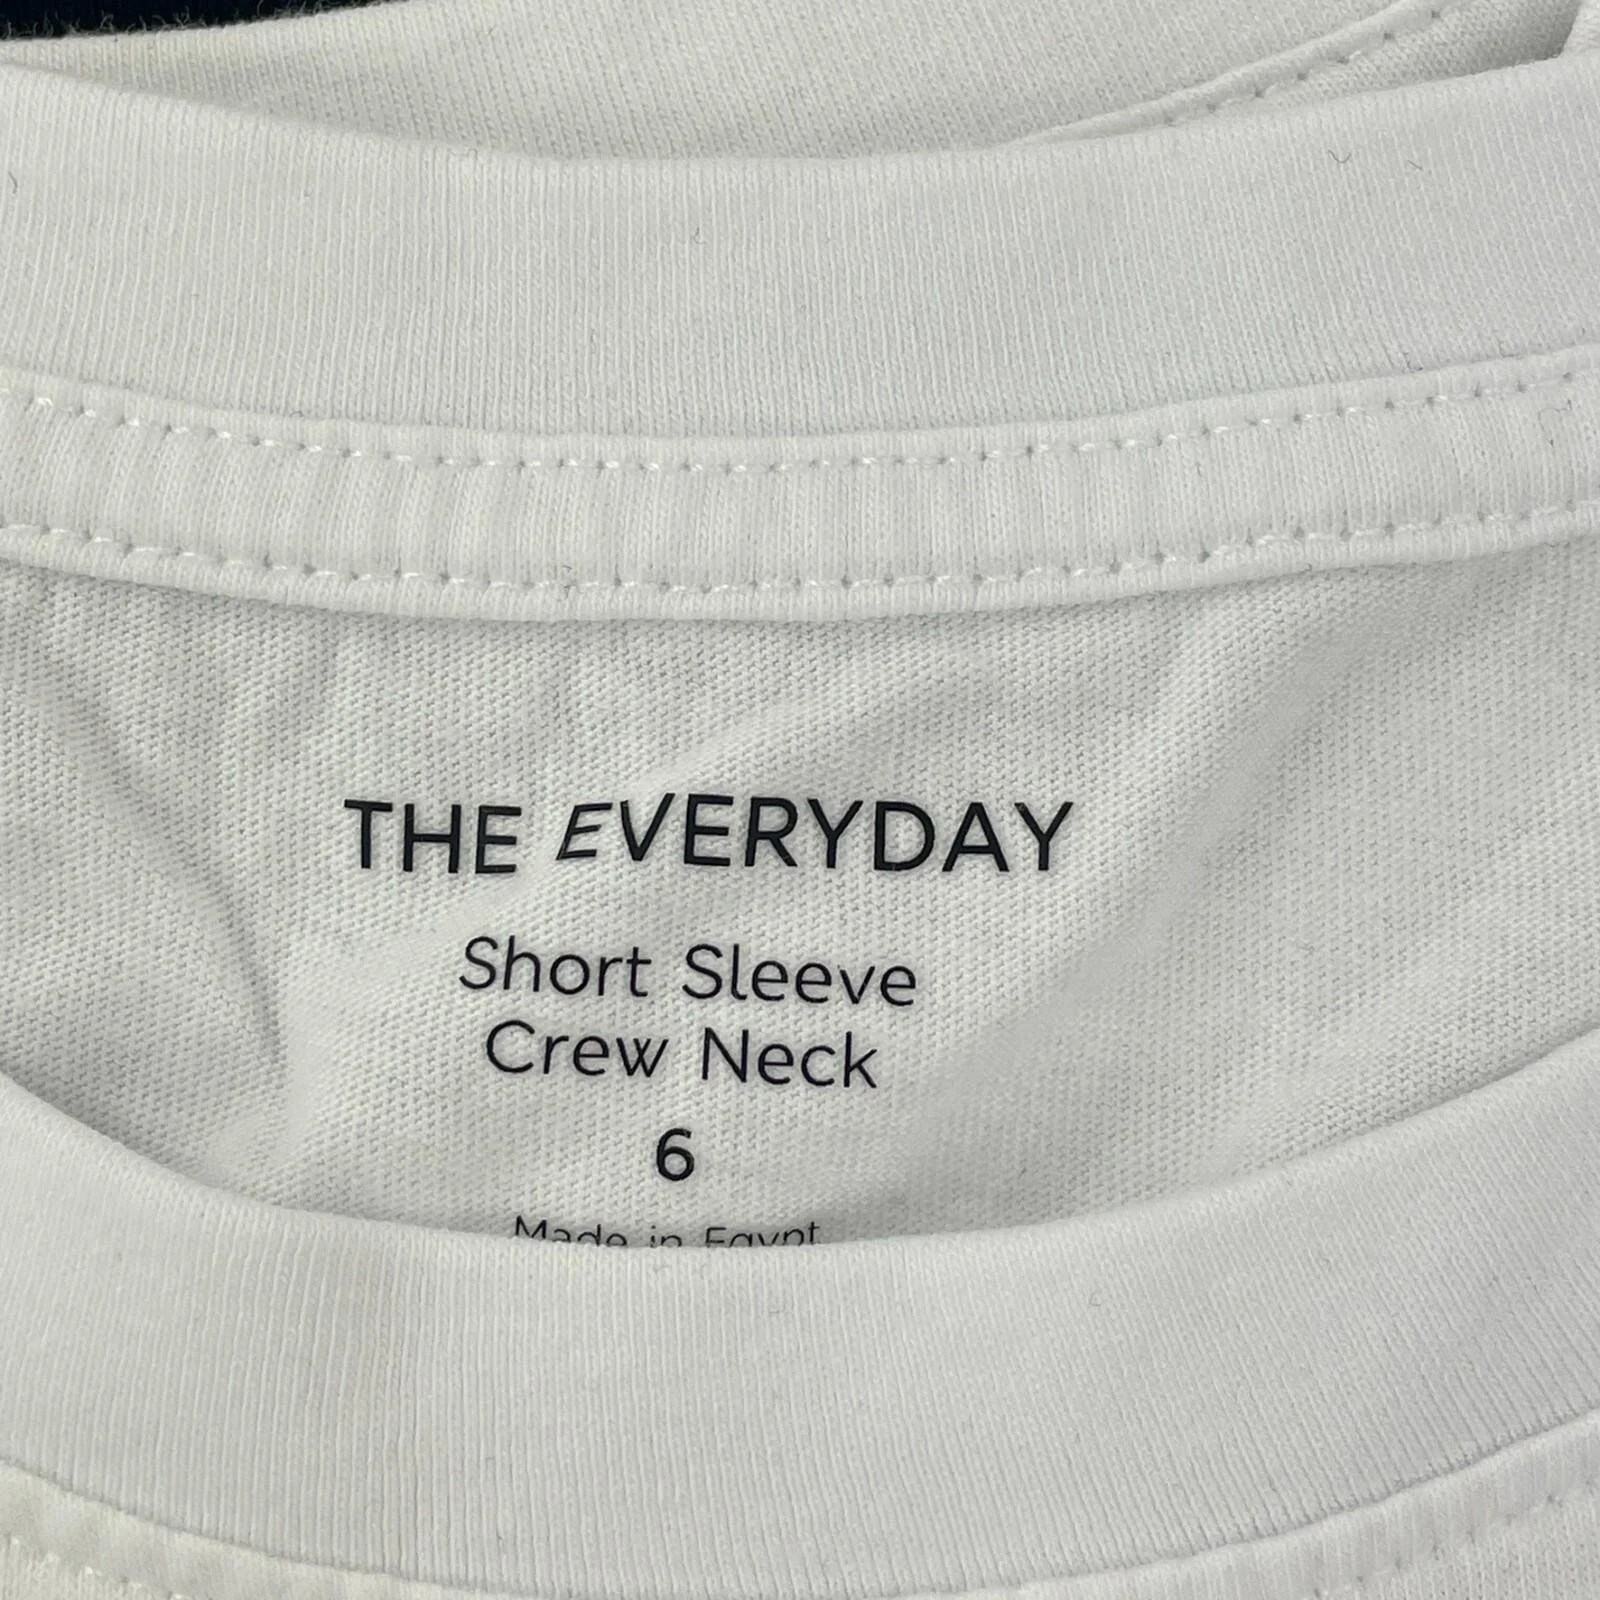 THE EVERYDAY
Short Sleeve
Crew Neck
6
Made in Egypt